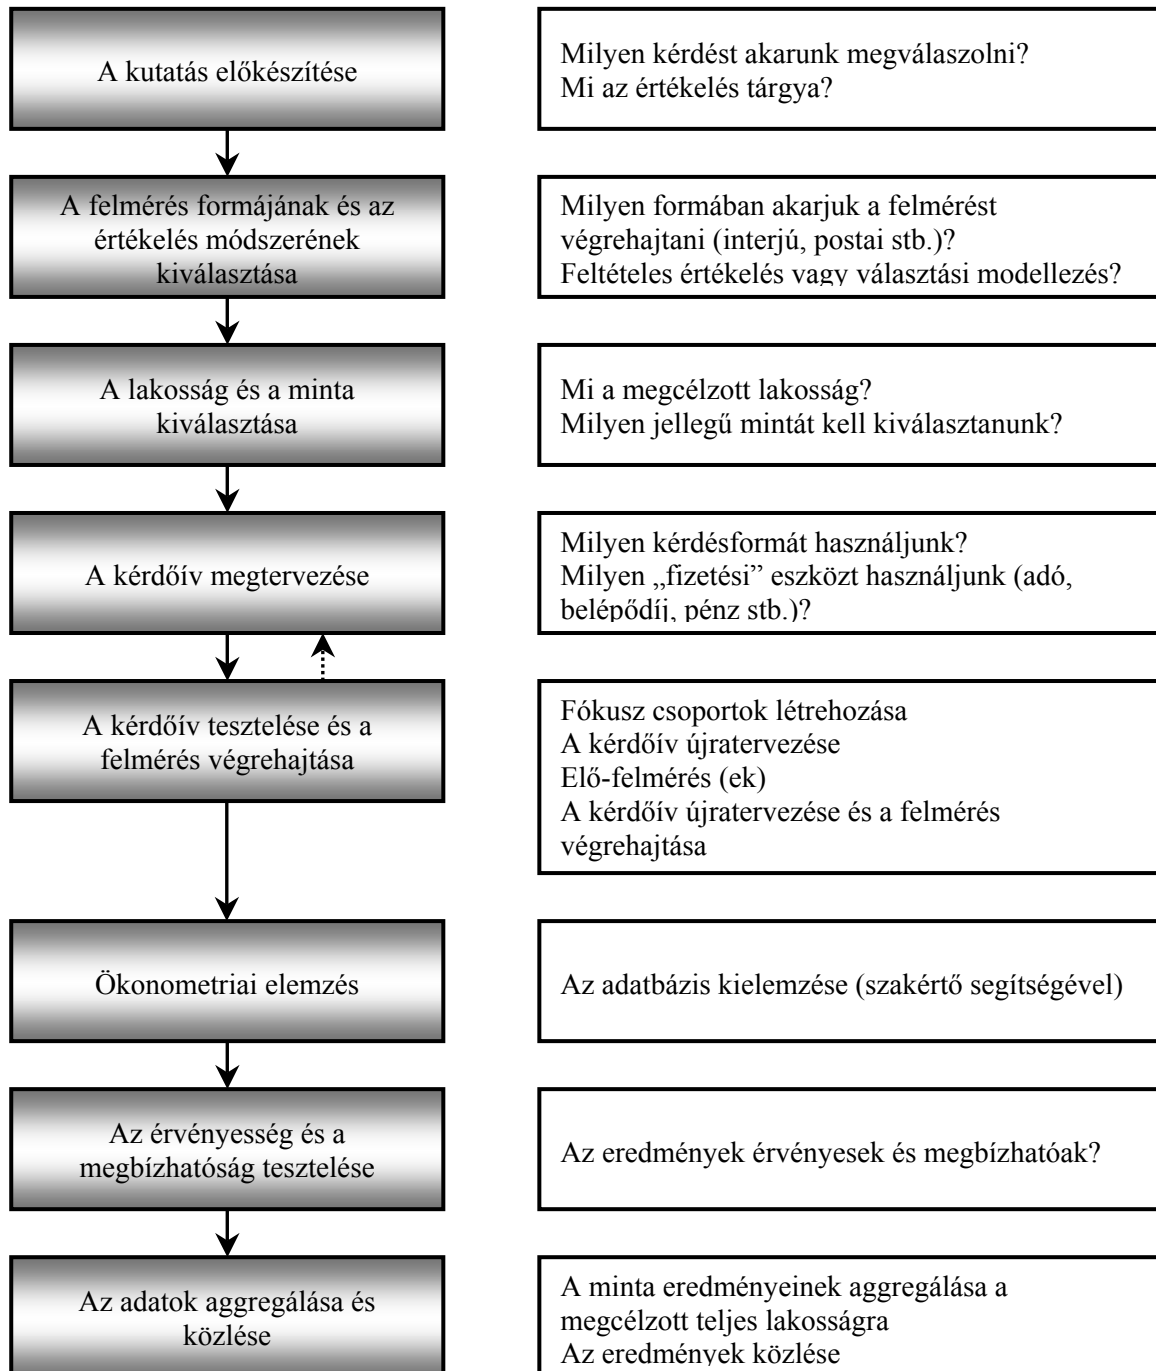 A kutatás előkészítése
Milyen kérdést akarunk megválaszolni?
Mi az értékelés tárgya?
A felmérés formájának és az
értékelés módszerének
kiválasztása
Milyen formában akarjuk a felmérést
végrehajtani (interjú, postai stb.)?
Feltételes értékelés vagy választási modellezés?
A lakosság és a minta
kiválasztása
Mi a megcélzott lakosság?
Milyen jellegű mintát kell kiválasztanunk?
A kérdőív megtervezése
Milyen kérdésformát használjunk?
Milyen „fizetési” eszközt használjunk (adó,
belépődíj, pénz stb.)?
A kérdőív tesztelése és a
felmérés végrehajtása
Fókusz csoportok létrehozása
A kérdőív újratervezése
Elő-felmérés (ek)
A kérdőív újratervezése és a felmérés
végrehajtása
Ökonometriai elemzés
Az adatbázis kielemzése (szakértő segítségével)
Az érvényesség és a
megbízhatóság tesztelése
Az eredmények érvényesek és megbízhatóak?
Az adatok aggregálása és
közlése
A minta eredményeinek aggregálása a
megcélzott teljes lakosságra
Az eredmények közlése